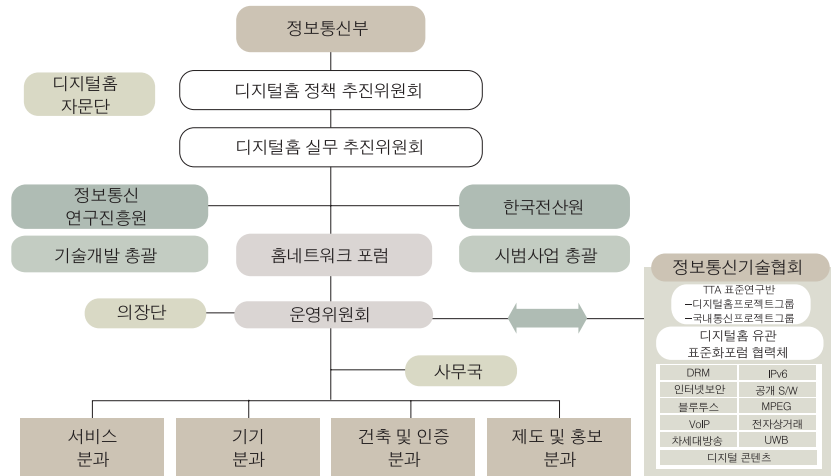 정보통신부
디지털홈
자문단
디지털홈 정책 추진위원회
디지털홈 실무 추진위원회
정보통신
연구진흥원
한국전산원
기술개발 총괄
홈네트워크 포럼
시범사업 총괄
의장단
운영위원회
사무국
서비스
분과
기기
분과
건축 및 인증
분과
제도 및 홍보
분과
정보통신기술협회
TTA 표준연구반
–디지털홈프로젝트그룹
–국내통신프로젝트그룹
디지털홈 유관
표준화포럼 협력체
DRM IPv6
인터넷보안 공개 S/W
블루투스 MPEG
VoIP 전자상거래
차세대방송 UWB
디지털 콘텐츠